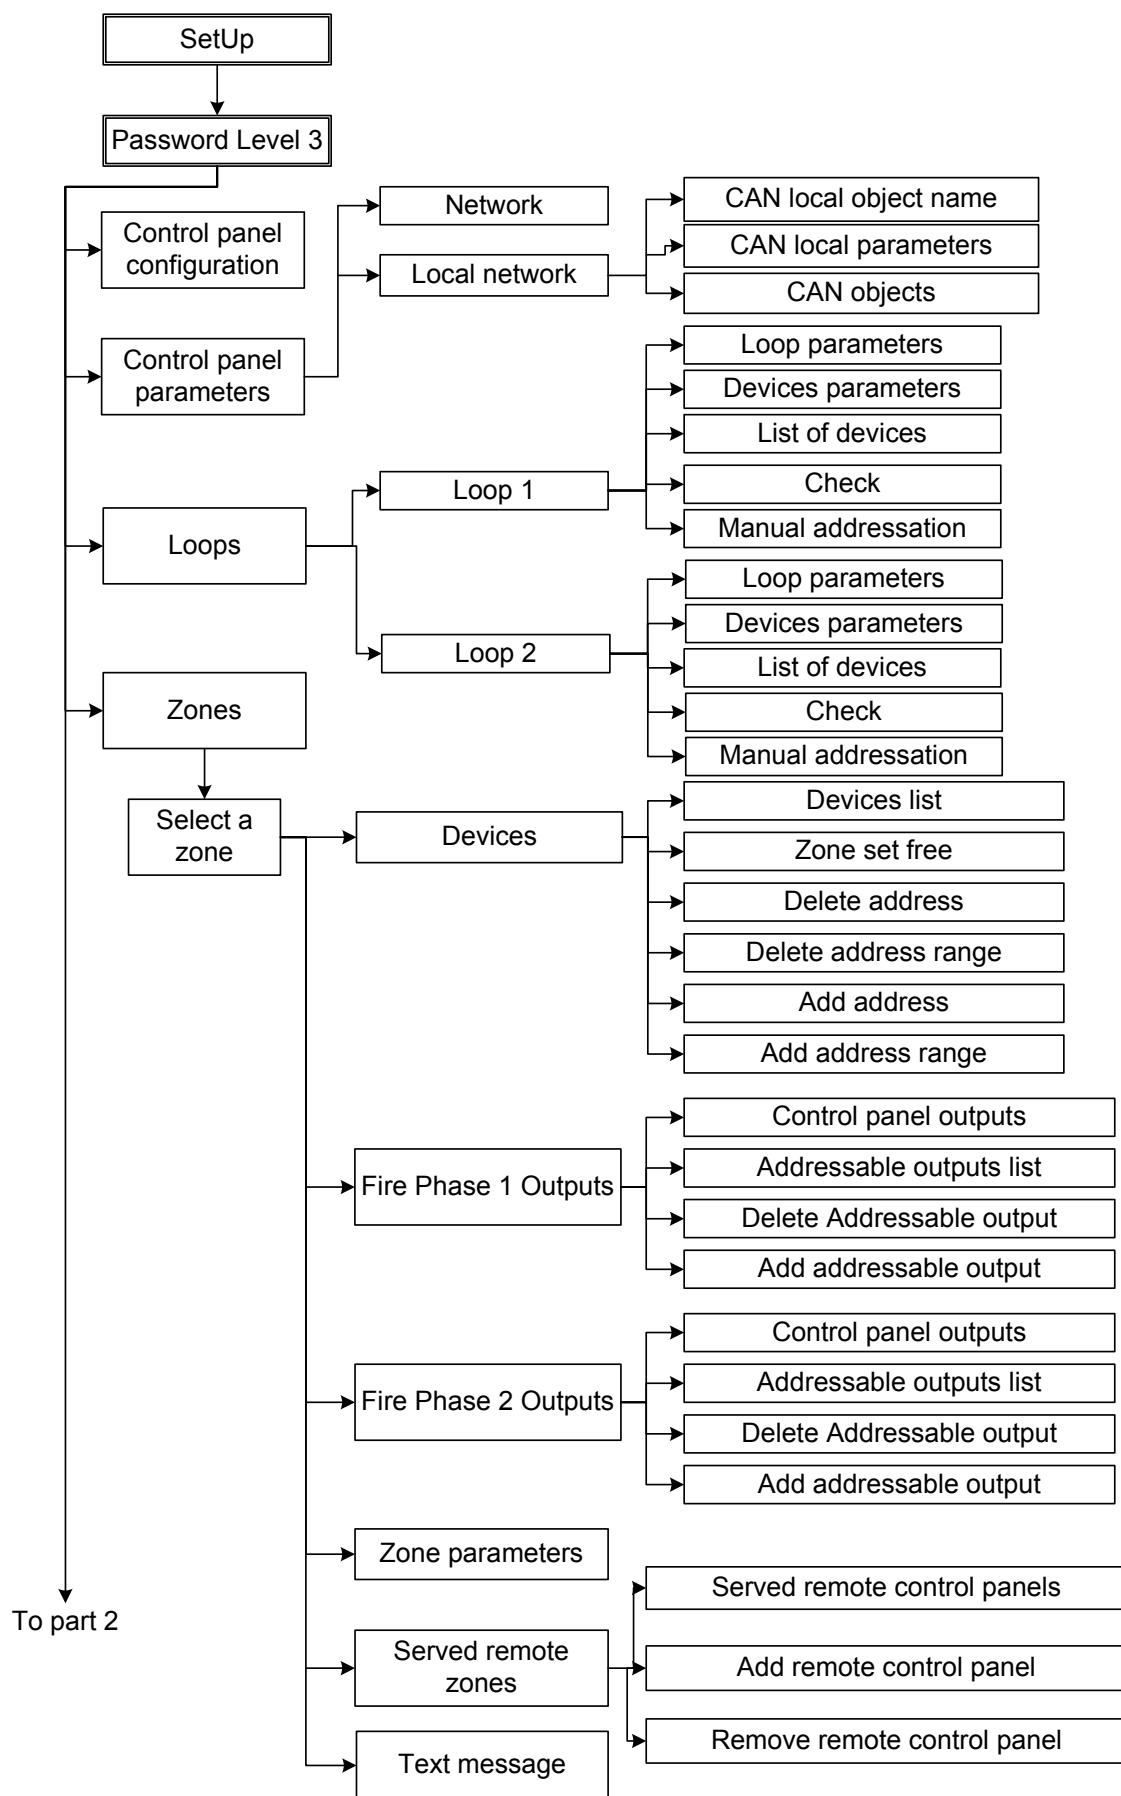 SetUp
Password Level 3
Control panel
configuration
Control panel
parameters
Network
Local network
CAN local object name
CAN local parameters
CAN objects
Loops
Loop 1
Loop parameters
Devices parameters
List of devices
Check
Manual addressation
Loop 2
Loop parameters
Devices parameters
List of devices
Check
Manual addressation
Zones
Select a
zone
Devices
Devices list
Zone set free
Delete address
Delete address range
Add address
Add address range
Fire Phase 1 Outputs
Control panel outputs
Addressable outputs list
Delete Addressable output
Add addressable output
Fire Phase 2 Outputs
Control panel outputs
Addressable outputs list
Delete Addressable output
Add addressable output
Zone parameters
Served remote
zones
Served remote control panels
Add remote control panel
Remove remote control panel
Text message
To part 2